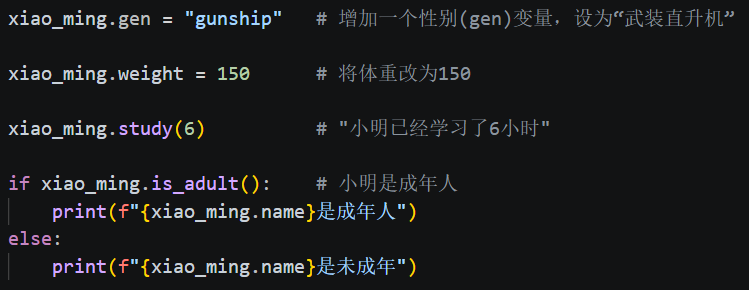 xiao_ming.gen = "gunship"   # 增加一个性别(gen)变量，设为“武装直升机”
xiao_ming.weight = 150      # 将体重改为150
xiao_ming.study(6)          # "小明已经学习了6小时"
if xiao_ming.is_adult():    # 小明是成年人
    print(f"{xiao_ming.name}是成年人")
else:
    print(f"{xiao_ming.name}是未成年")